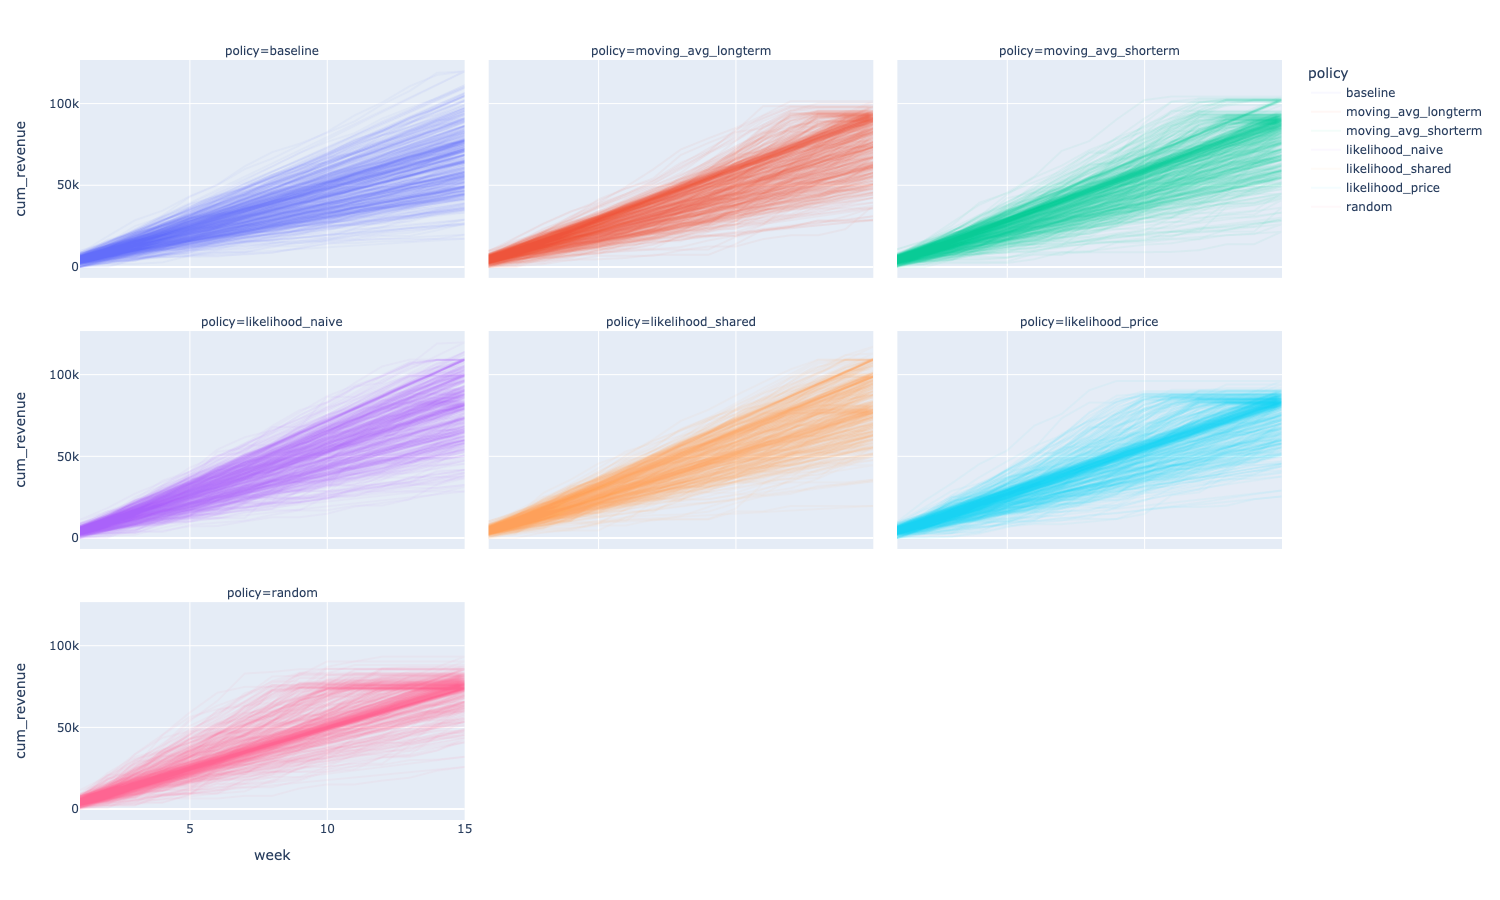 policy=baseline
policy=moving_avg_longterm
policy=moving_avg_shorterm
cum_revenue
100k
50k
0
policy
baseline
moving_avg_longterm
moving_avg_shorterm
likelihood_naive
likelihood_shared
likelihood_price
random
policy=likelihood_naive
policy=likelihood_shared
policy=likelihood_price
cum_revenue
100k
50k
0
policy=random
cum_revenue
100k
50k
0
5 10 15
week